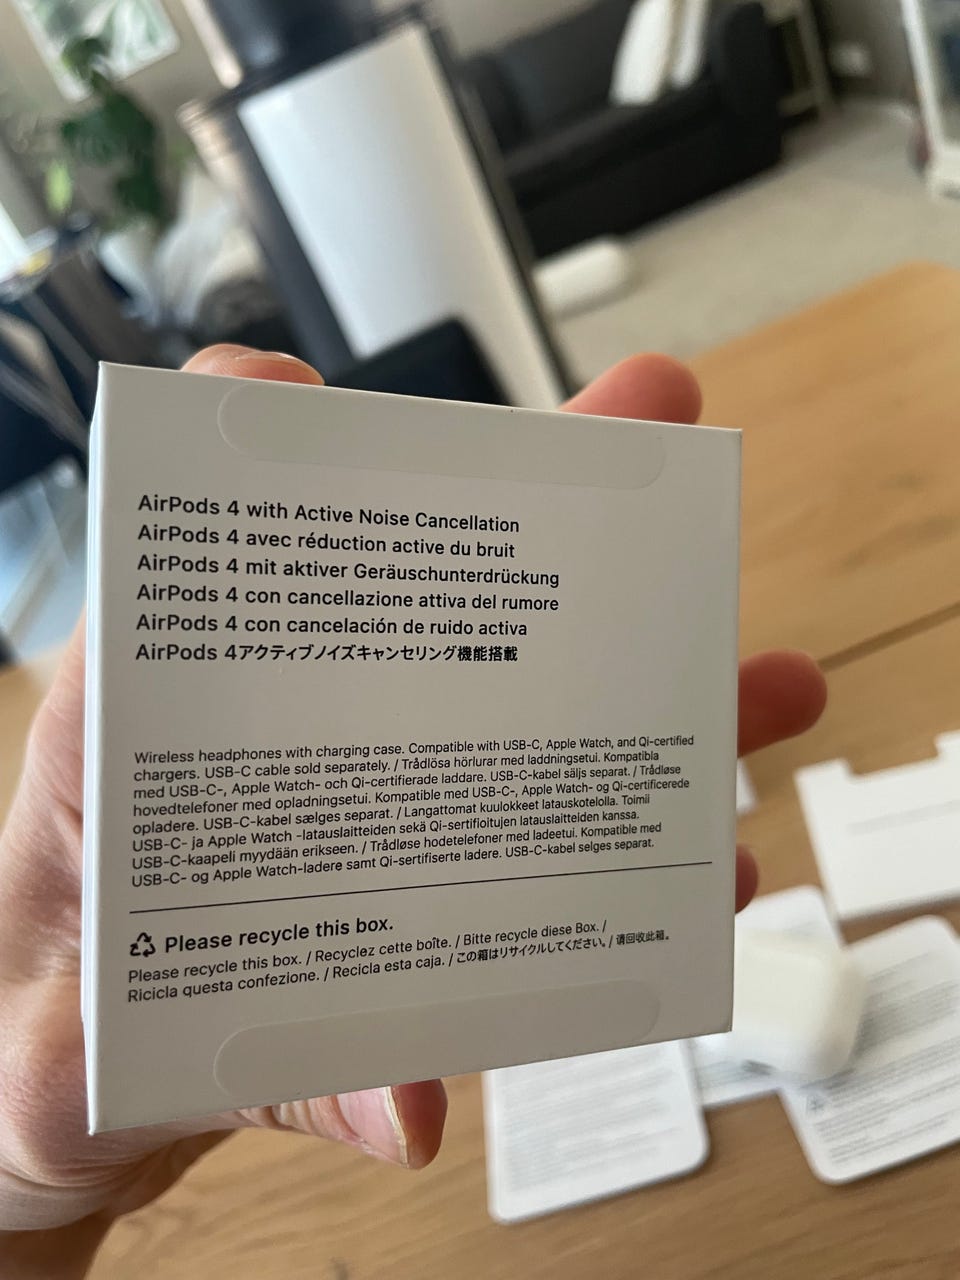 AirPods 4 with Active Noise Cancellation
AirPods 4 avec réduction active du bruit
AirPods 4 mit aktiver Geräuschunterdrückung
AirPods 4 con cancellazione attiva del rumore
AirPods 4 con cancelación de ruido activa
AirPods 4アクティブノイズキャンセリング機能搭載
Wireless headphones with charging case. Compatible with USB-C, Apple Watch, and Qi-certified
chargers. USB-C cable sold separately. / Trådlösa hörlurar med laddningsetui. Kompatibla
med USB-C-, Apple Watch- och Qi-certifierade laddare. USB-C-kabel säljs separat. / Trådløse
hovedtelefoner med opladningsetui. Kompatible med USB-C-, Apple Watch- og Qi-certificerede
opladere. USB-C-kabel sælges separat. / Langattomat kuulokkeet latauskotelolla. Toimii
USB-C- ja Apple Watch -latauslaitteiden sekä Qi-sertifioitujen latauslaitteiden kanssa.
USB-C-kaapeli myydään erikseen. / Trådløse hodetelefoner med ladeetui. Kompatible med
USB-C- og Apple Watch-ladere samt Qi-sertifiserte ladere. USB-C-kabel selges separat.
Please recycle this box.
Please recycle this box. / Recyclez cette boîte. / Bitte recycle diese Box. /
Ricicla questa confezione. / Recicla esta caja. / この箱はリサイクルしてください。/ 请回收此箱。